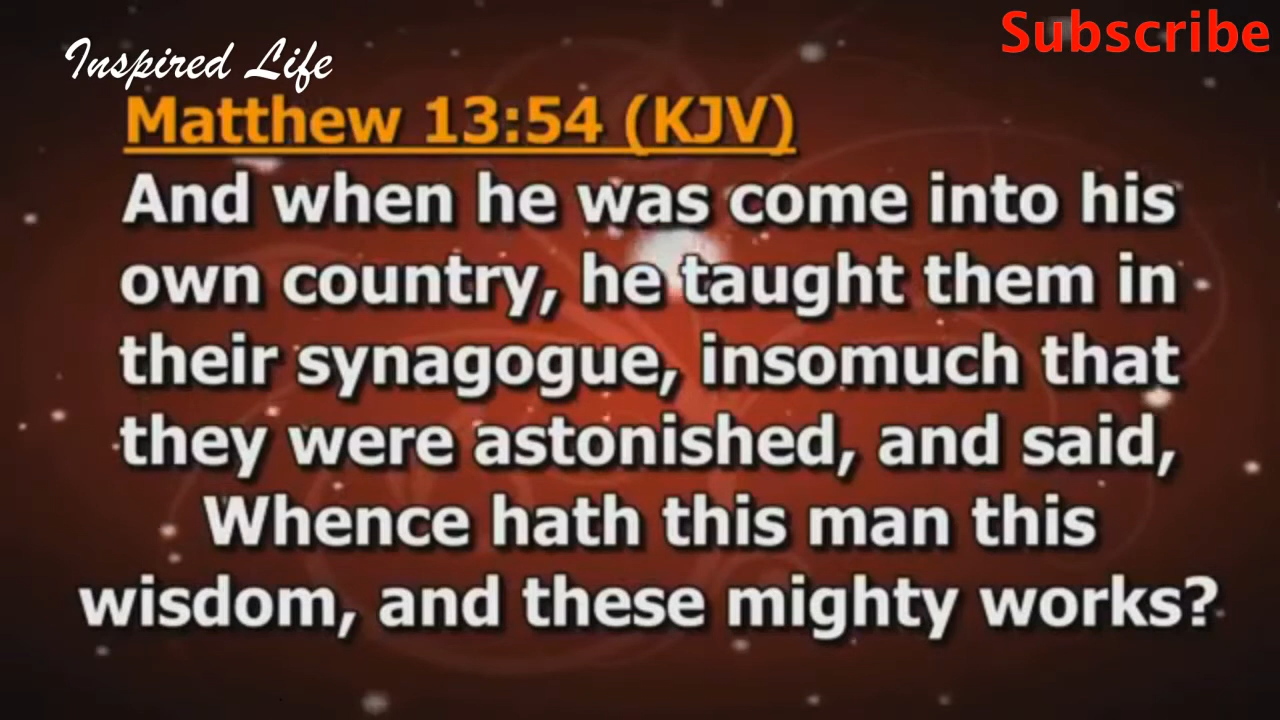 Inspired Life
Subscribe
Matthew 13:54 (KJV)
And when he was come into his
own country, he taught them in
their synagogue, insomuch that
they were astonished, and said,
Whence hath this man this
wisdom, and these mighty works?